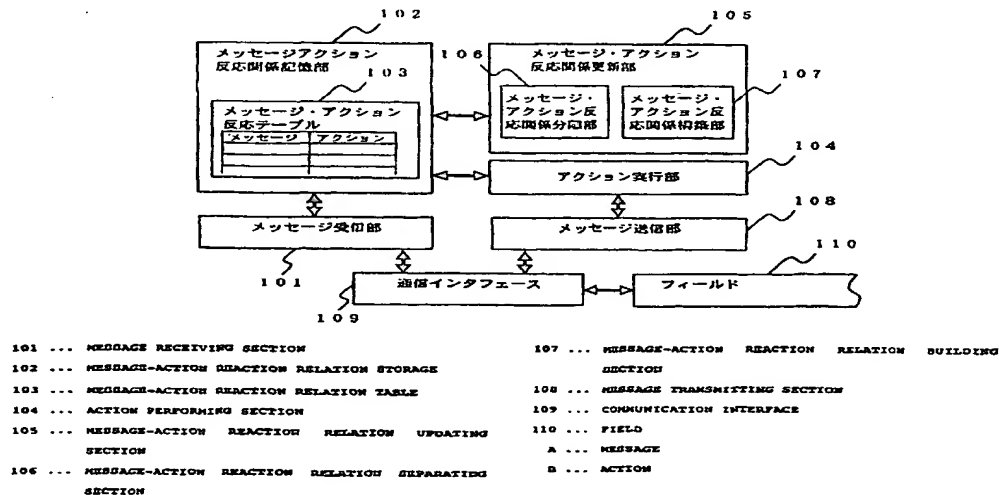 102
105
メッセージアクション
反応関係記憶部
103
メッセージ・アクション
反応テーブル
メッセージ アクション
106
メッセージ・アクション
反応関係更新部
107
メッセージ・
アクション反
応関係分配部
メッセージ・
アクション反
応関係構築部
104
アクション実行部
108
メッセージ受信部
メッセージ送信部
110
101
通信インタフェース
フィールド
109
101 ... MESSAGE RECEIVING SECTION
102 ... MESSAGE-ACTION REACTION RELATION STORAGE
103 ... MESSAGE-ACTION REACTION RELATION TABLE
104 ... ACTION PERFORMING SECTION
105 ... MESSAGE-ACTION REACTION RELATION UPDATING
SECTION
106 ... MESSAGE-ACTION REACTION RELATION SEPARATING
SECTION
107 ... MESSAGE-ACTION REACTION RELATION BUILDING
SECTION
108 ... MESSAGE TRANSMITTING SECTION
109 ... COMMUNICATION INTERFACE
110 ... FIELD
A ... MESSAGE
B ... ACTION